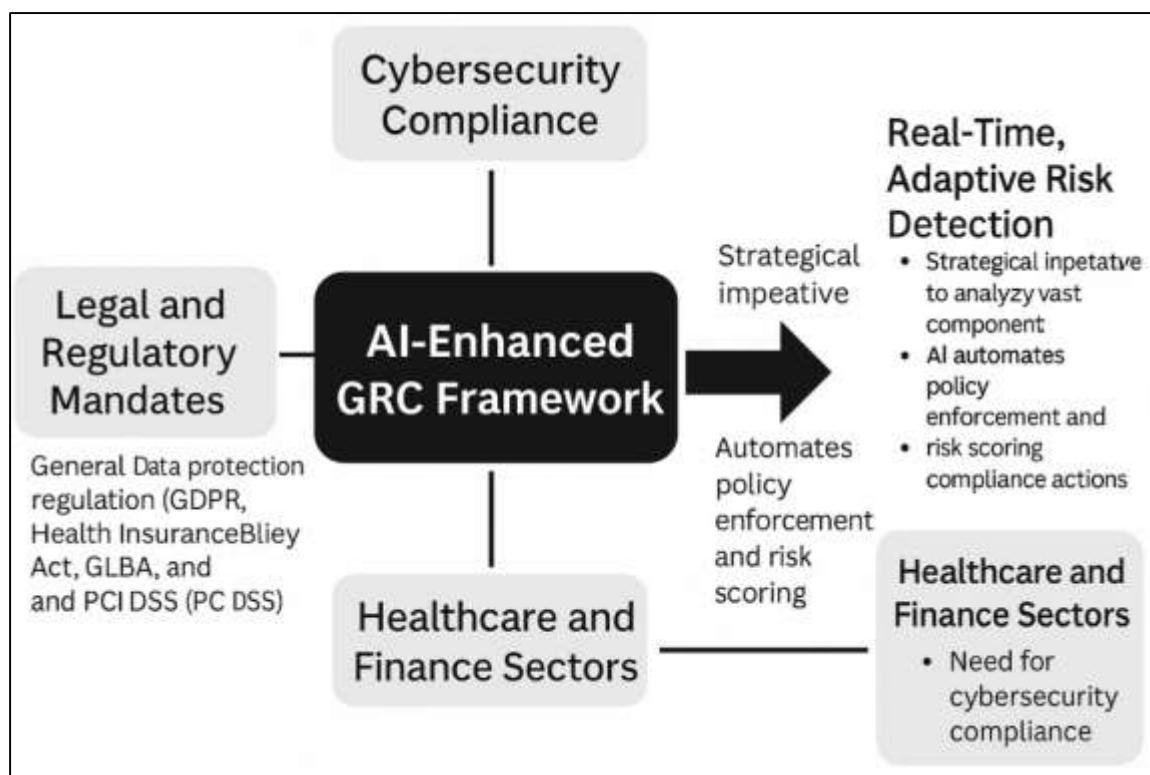 Cybersecurity
Compliance
Legal and
Regulatory
Mandates
General Data protection
regulation (GDPR,
Health InsuranceBliey
Act, GLBA, and
and PCI DSS (PC DSS)
AI-Enhanced
GRC Framework
Healthcare and
Finance Sectors
Strategical
impeative
Automates
policy
enforcement
and risk
scoring
Real-Time,
Adaptive Risk
Detection
• Strategical inpetatve
to analyzy vast
component
• AI automates
policy
enforcement and
• risk scoring
compliance actions
Healthcare and
Finance Sectors
• Need for
cybersecurity
compliance